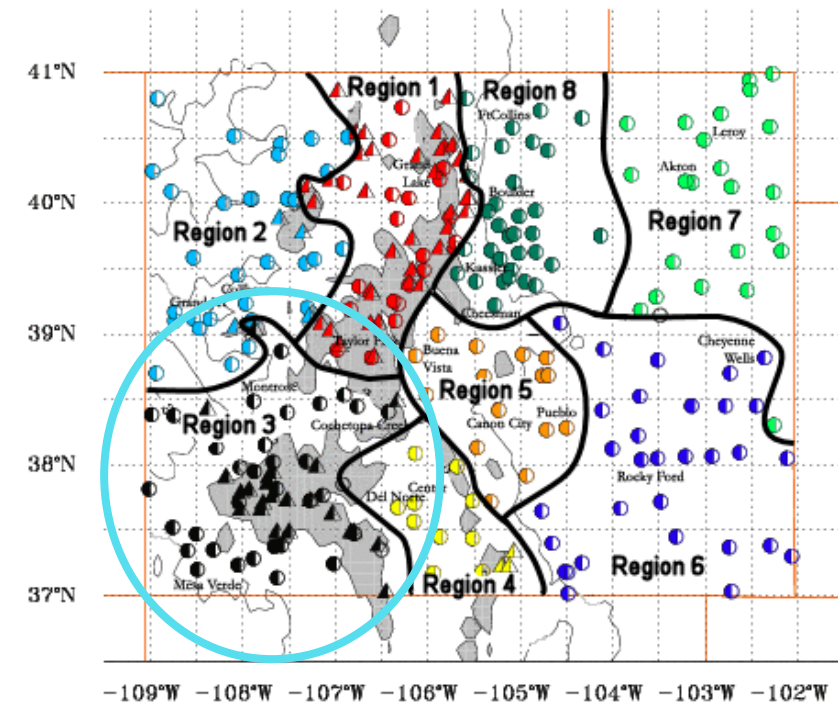 41°N
Region 1
Region 8
FtCollins
Leroy
Grand
Lake
Akron
40°N
Boulder
Region 7
Region 2
Kassler
Cheesman
39°N
Taylor
Buena
Vista
Cheyenne
Wells
Montrose
Region 5
Region 3
Pueblo
Cochetopa Creek
Canon City
38°N
Rocky Ford
Center
Del Norte
Region 6
Mesa Verde
Region 4
37°N
-109°W -108°W -107°W -106°W -105°W -104°W -103°W -102°W